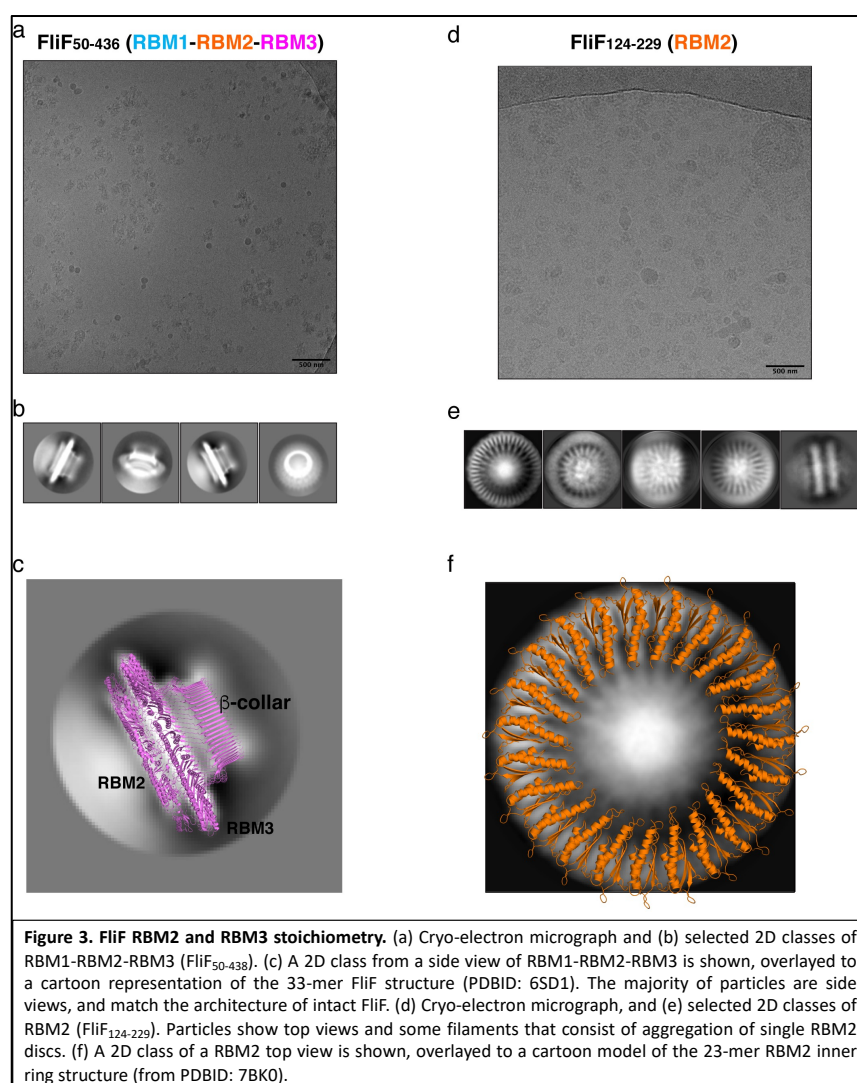 a
FliF50-436 (RBM1-RBM2-RBM3)
500 nm
b
c
β-collar
RBM2
RBM3
d
FliF124-229 (RBM2)
500 nm
e
f
Figure 3. FliF RBM2 and RBM3 stoichiometry. (a) Cryo-electron micrograph and (b) selected 2D classes of
RBM1-RBM2-RBM3 (FliF50-438). (c) A 2D class from a side view of RBM1-RBM2-RBM3 is shown, overlayed to
a cartoon representation of the 33-mer FliF structure (PDBID: 6SD1). The majority of particles are side
views, and match the architecture of intact FliF. (d) Cryo-electron micrograph, and (e) selected 2D classes of
RBM2 (FliF124-229). Particles show top views and some filaments that consist of aggregation of single RBM2
discs. (f) A 2D class of a RBM2 top view is shown, overlayed to a cartoon model of the 23-mer RBM2 inner
ring structure (from PDBID: 7BK0).